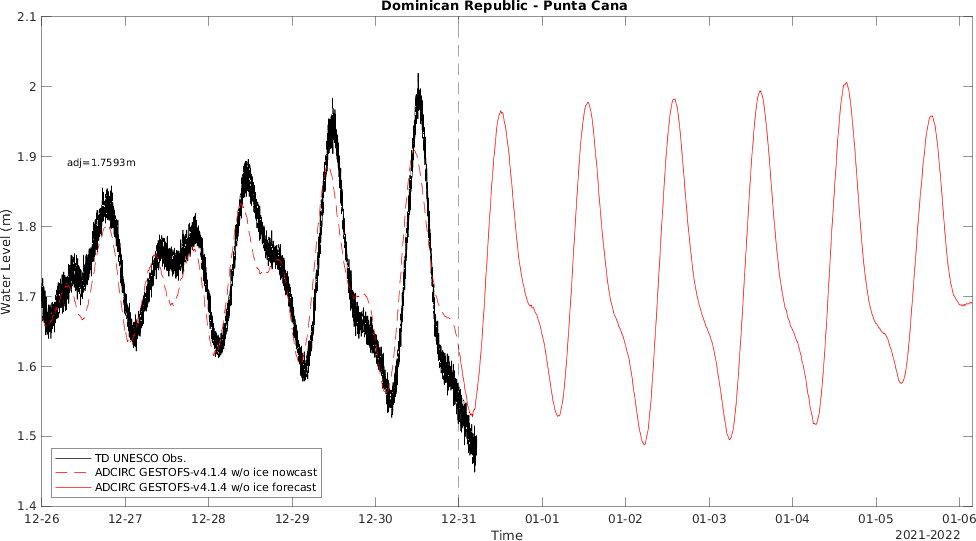 Dominican Republic - Punta Cana
2.1
2
1.9
1.8
1.7
1.6
1.5
1.4
Water Level (m)
adj=1.7593m
TD UNESCO Obs.
ADCIRC GESTOFS-v4.1.4 w/o ice nowcast
ADCIRC GESTOFS-v4.1.4 w/o ice forecast
12-26 12-27 12-28 12-29 12-30 12-31 01-01 01-02 01-03 01-04 01-05 01-06
Time
2021-2022